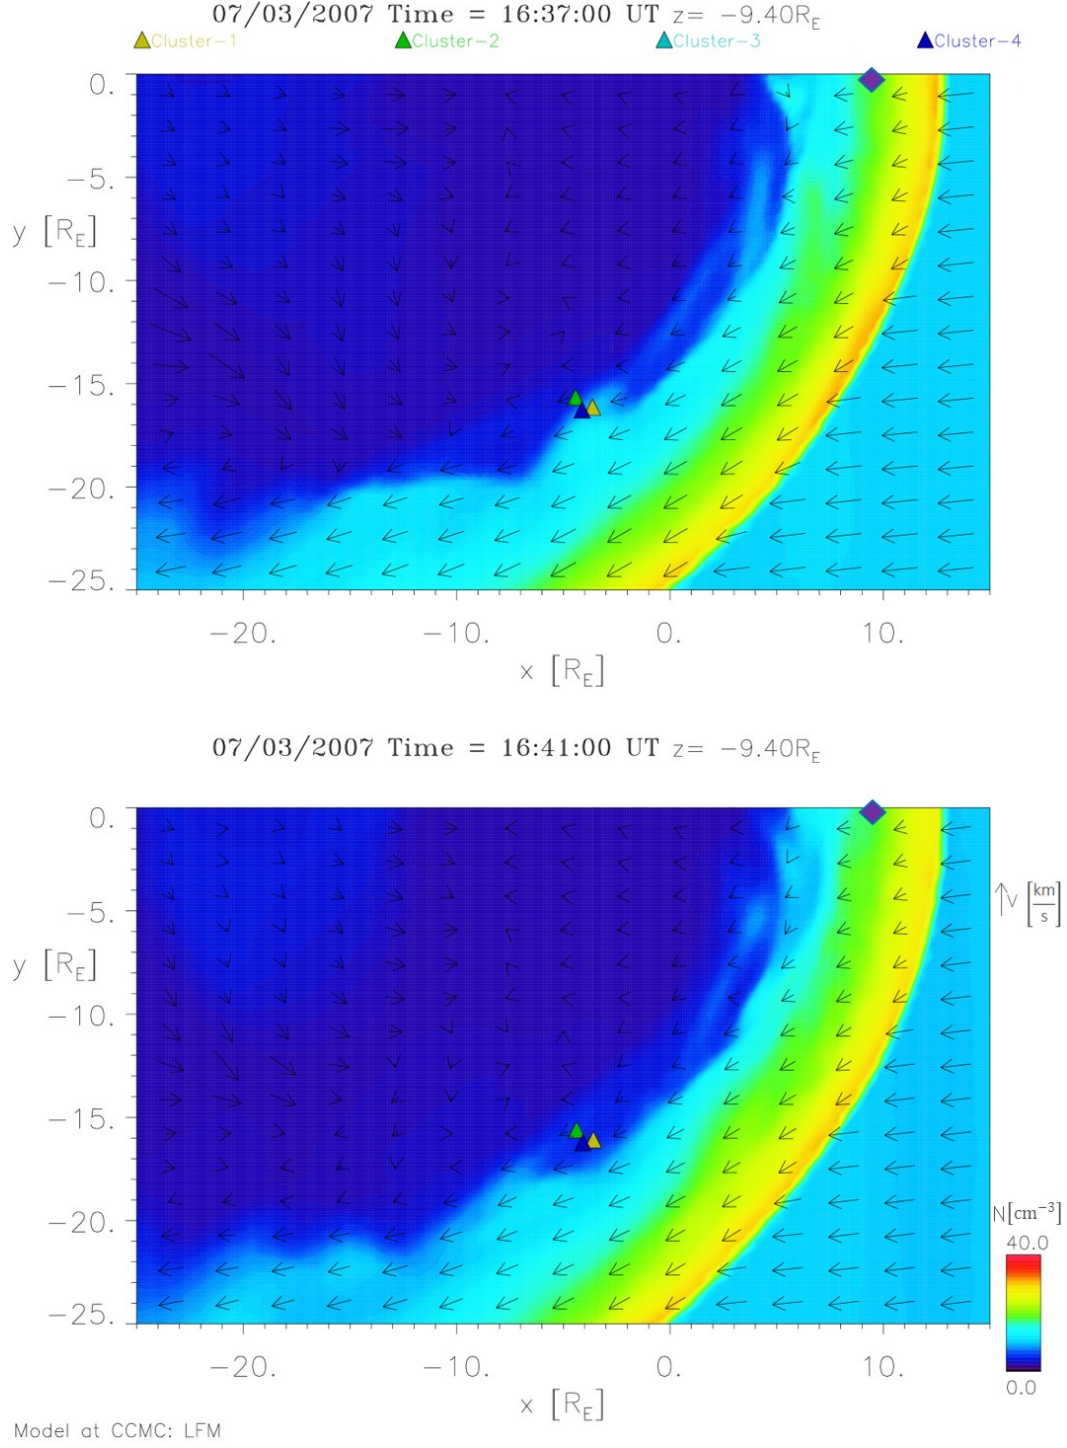 07/03/2007 Time = 16:37:00 UT z= −9.40R_E
Cluster−1 Cluster−2 Cluster−3 Cluster−4
0.
−5.
y [R_E]
−10.
−15.
−20.
−25.
−20. −10. 0. 10.
x [R_E]
07/03/2007 Time = 16:41:00 UT z= −9.40R_E
0.
−5.
V [km/s]
y [R_E]
−10.
−15.
−20.
N[cm⁻³]
40.0
−25.
−20. −10. 0. 10.
0.0
x [R_E]
Model at CCMC: LFM